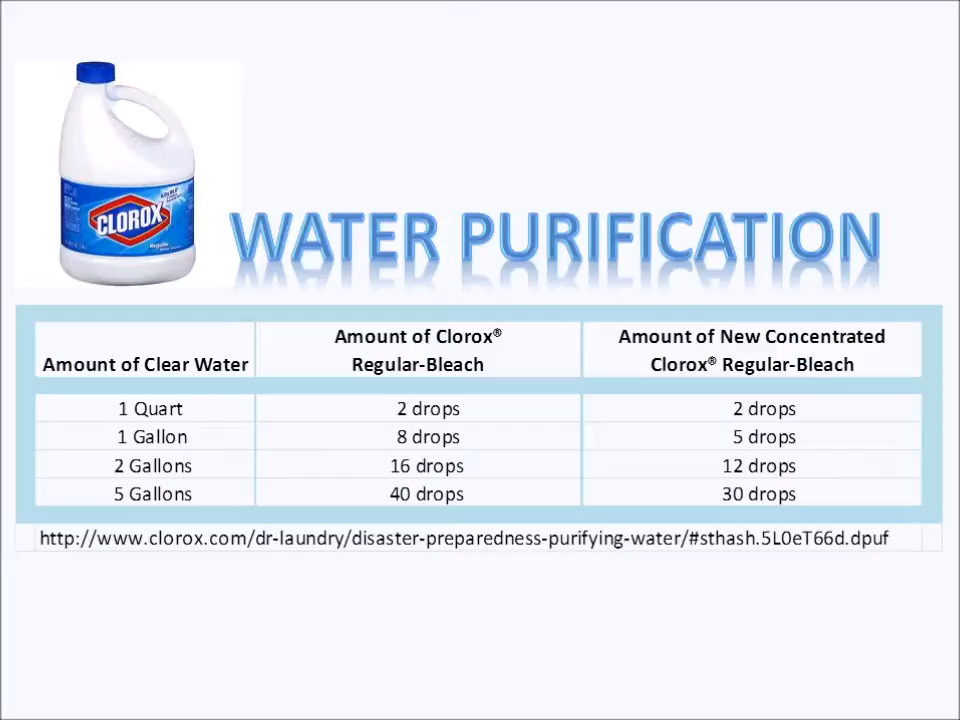 CLOROX
Regular
WATER PURIFICATION
Amount of Clear Water
Amount of Clorox®
Regular-Bleach
Amount of New Concentrated
Clorox® Regular-Bleach
1 Quart 2 drops 2 drops
1 Gallon 8 drops 5 drops
2 Gallons 16 drops 12 drops
5 Gallons 40 drops 30 drops
http://www.clorox.com/dr-laundry/disaster-preparedness-purifying-water/#sthash.5L0eT66d.dpuf